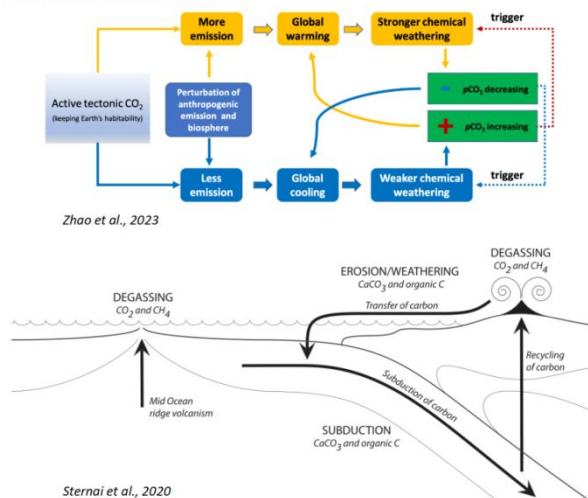 More
emission
Global
warming
Stronger chemical
weathering
trigger
Active tectonic CO₂
(keeping Earth's habitability)
Perturbation of
anthropogenic
emission and
biosphere
- pCO₂ decreasing
+ pCO₂ increasing
Less
emission
Global
cooling
Weaker chemical
weathering
trigger
Zhao et al., 2023
DEGASSING
CO₂ and CH₄
EROSION/WEATHERING
CaCO₃ and organic C
Transfer of carbon
DEGASSING
CO₂ and CH₄
Mid Ocean
ridge volcanism
Subduction of carbon
Recycling
of carbon
SUBDUCTION
CaCO₃ and organic C
Sternai et al., 2020